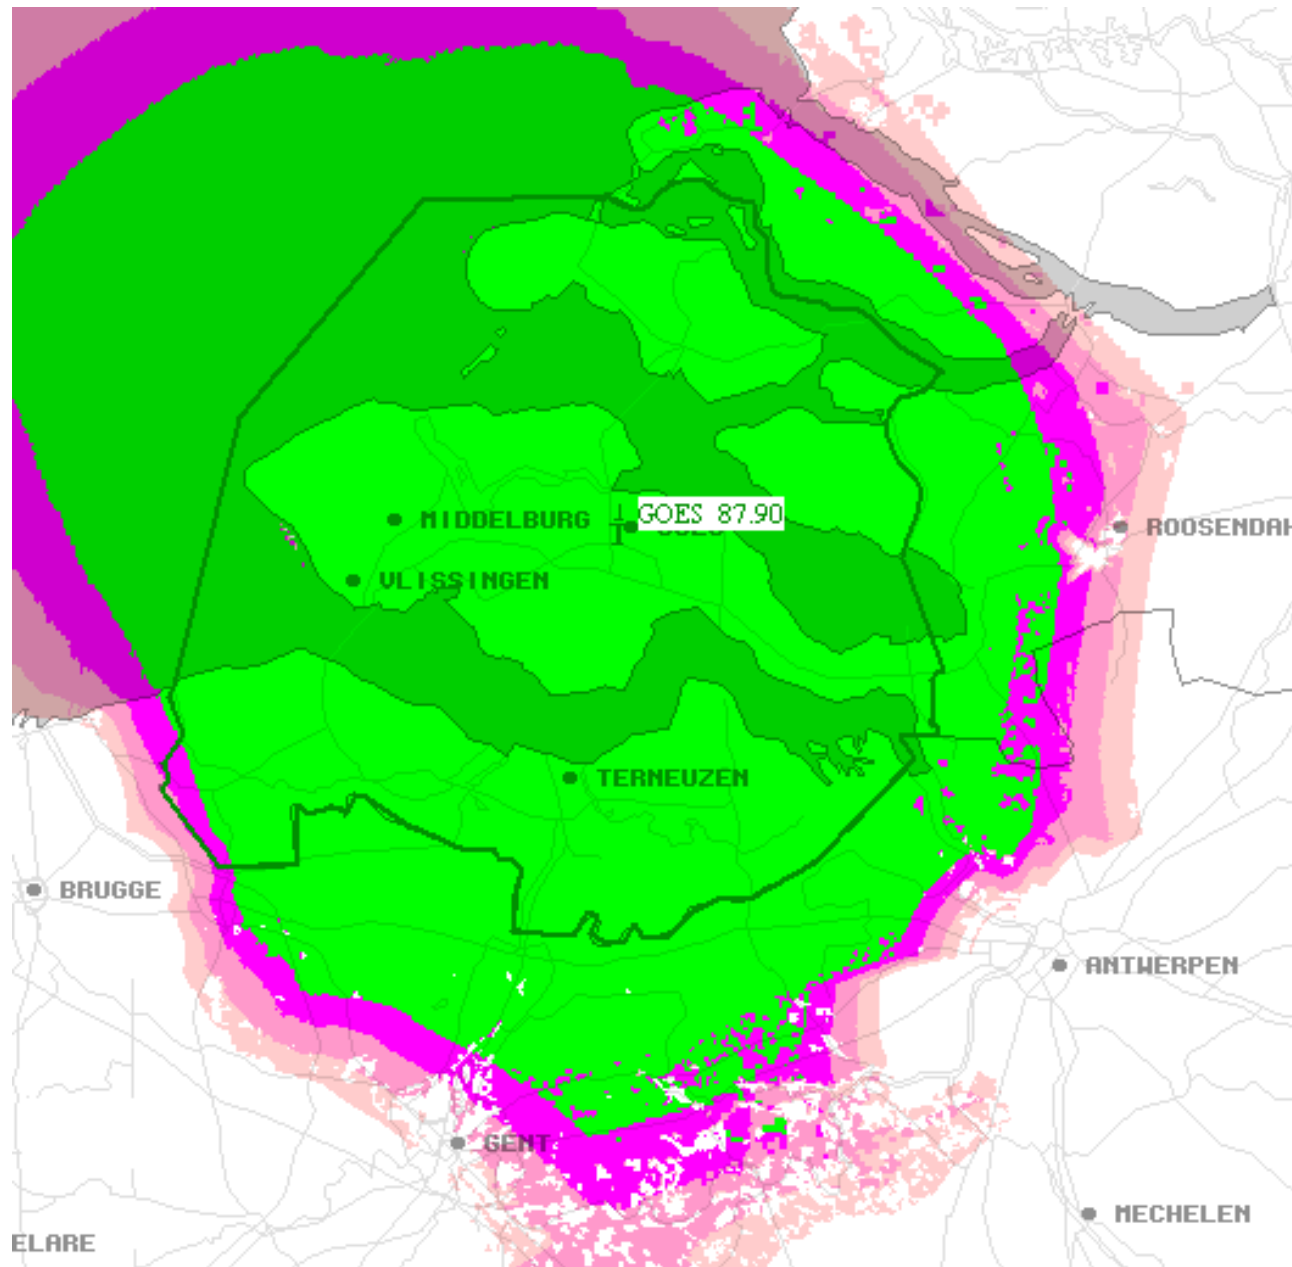 GOES 87.90
MIDDELBURG
ROOSENDAH
VLISSINGEN
TERNEUZEN
BRUGGE
ANTWERPEN
GENT
MECHELEN
ELARE